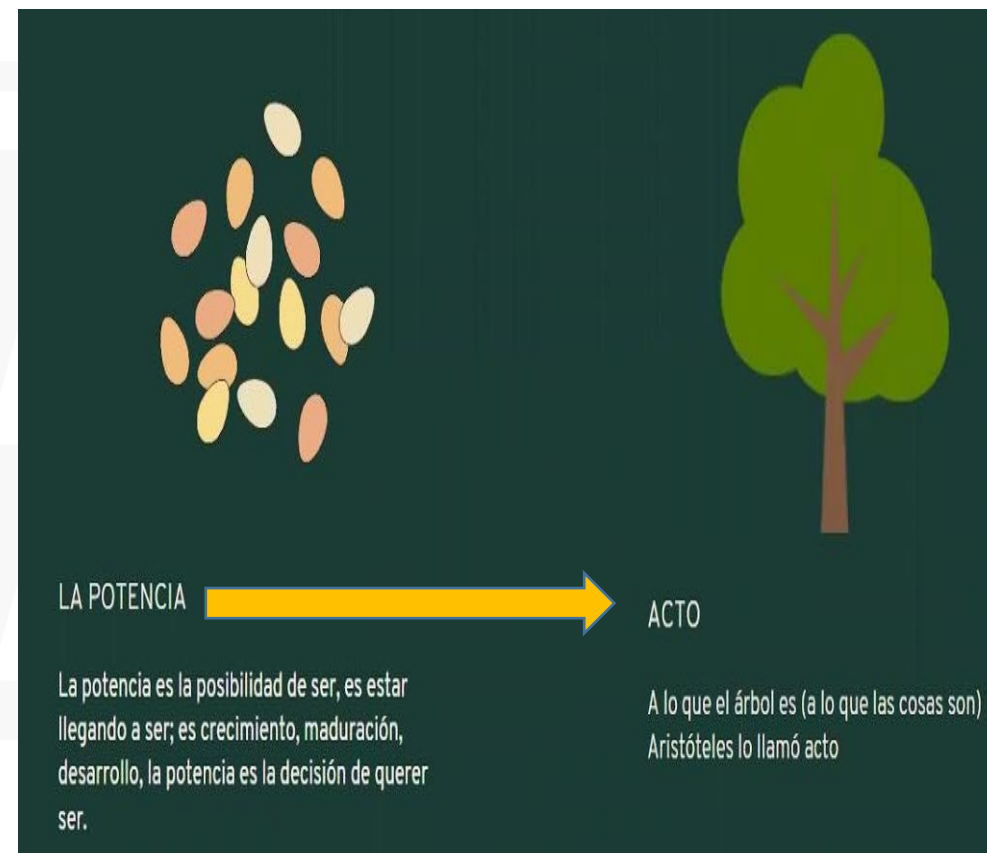 LA POTENCIA
La potencia es la posibilidad de ser, es estar
llegando a ser; es crecimiento, maduración,
desarrollo, la potencia es la decisión de querer
ser.
ACTO
A lo que el árbol es (a lo que las cosas son)
Aristóteles lo llamó acto